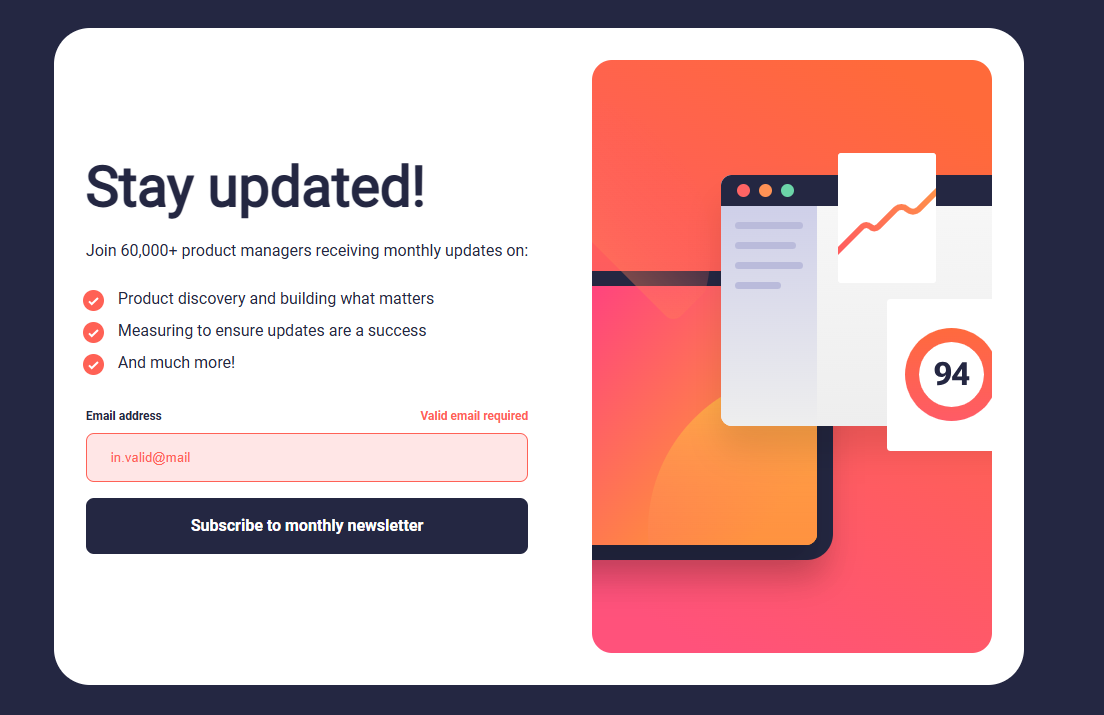 Stay updated!
Join 60,000+ product managers receiving monthly updates on:
Product discovery and building what matters
Measuring to ensure updates are a success
And much more!
Email address
Valid email required
in.valid@mail
Subscribe to monthly newsletter
94